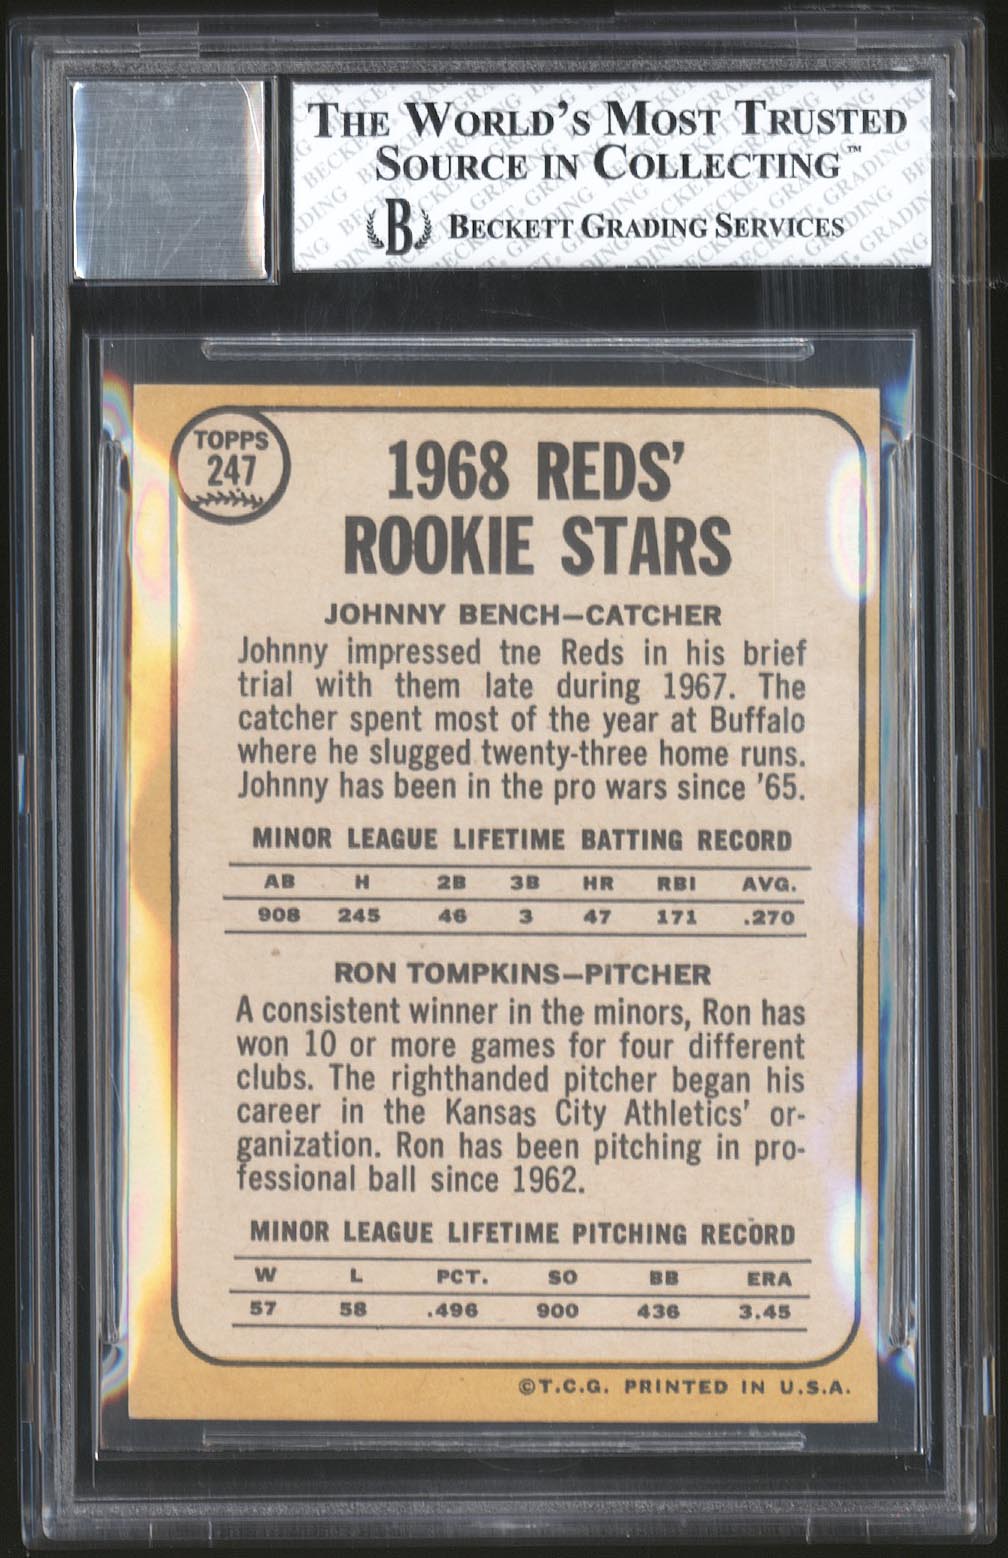 THE WORLD'S MOST TRUSTED
SOURCE IN COLLECTING™
B BECKETT GRADING SERVICES
TOPPS
247
1968 REDS'
ROOKIE STARS
JOHNNY BENCH—CATCHER
Johnny impressed tne Reds in his brief
trial with them late during 1967. The
catcher spent most of the year at Buffalo
where he slugged twenty-three home runs.
Johnny has been in the pro wars since '65.
MINOR LEAGUE LIFETIME BATTING RECORD
AB H 2B 3B HR RBI AVG.
908 245 46 3 47 171 .270
RON TOMPKINS—PITCHER
A consistent winner in the minors, Ron has
won 10 or more games for four different
clubs. The righthanded pitcher began his
career in the Kansas City Athletics' or-
ganization. Ron has been pitching in pro-
fessional ball since 1962.
MINOR LEAGUE LIFETIME PITCHING RECORD
W L PCT. SO BB ERA
57 58 .496 900 436 3.45
©T.C.G. PRINTED IN U.S.A.